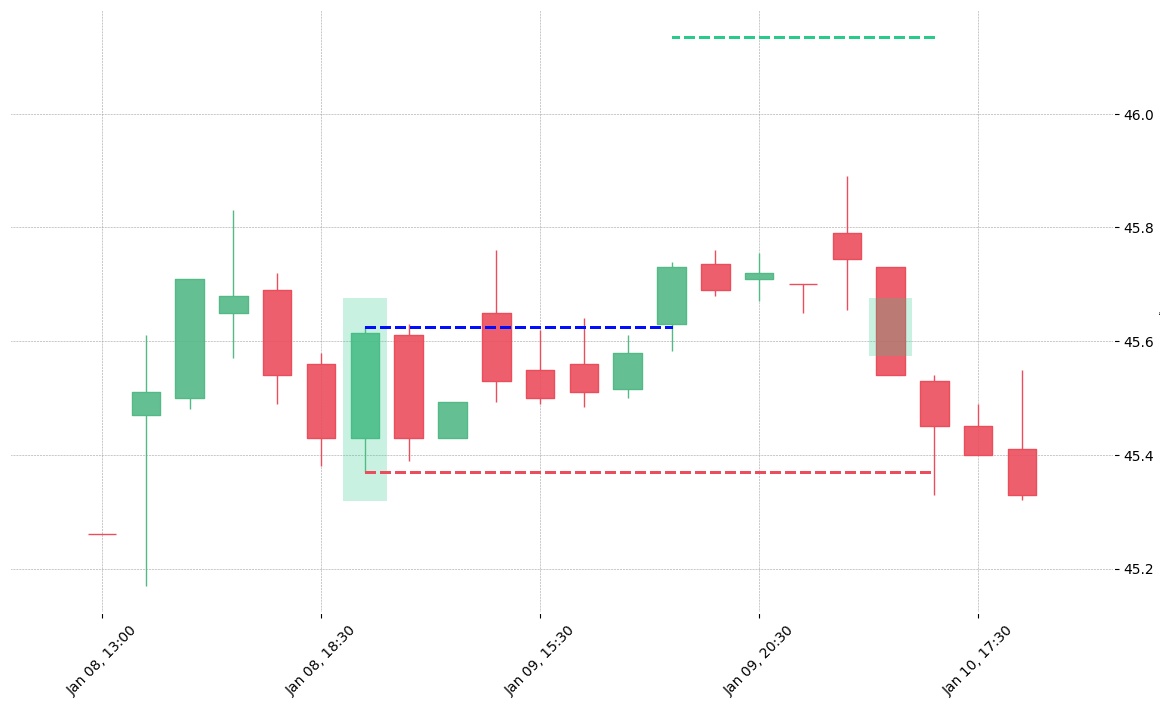 46.0
45.8
45.6
45.4
45.2
Jan 08, 13:00
Jan 08, 18:30
Jan 09, 15:30
Jan 09, 20:30
Jan 10, 17:30